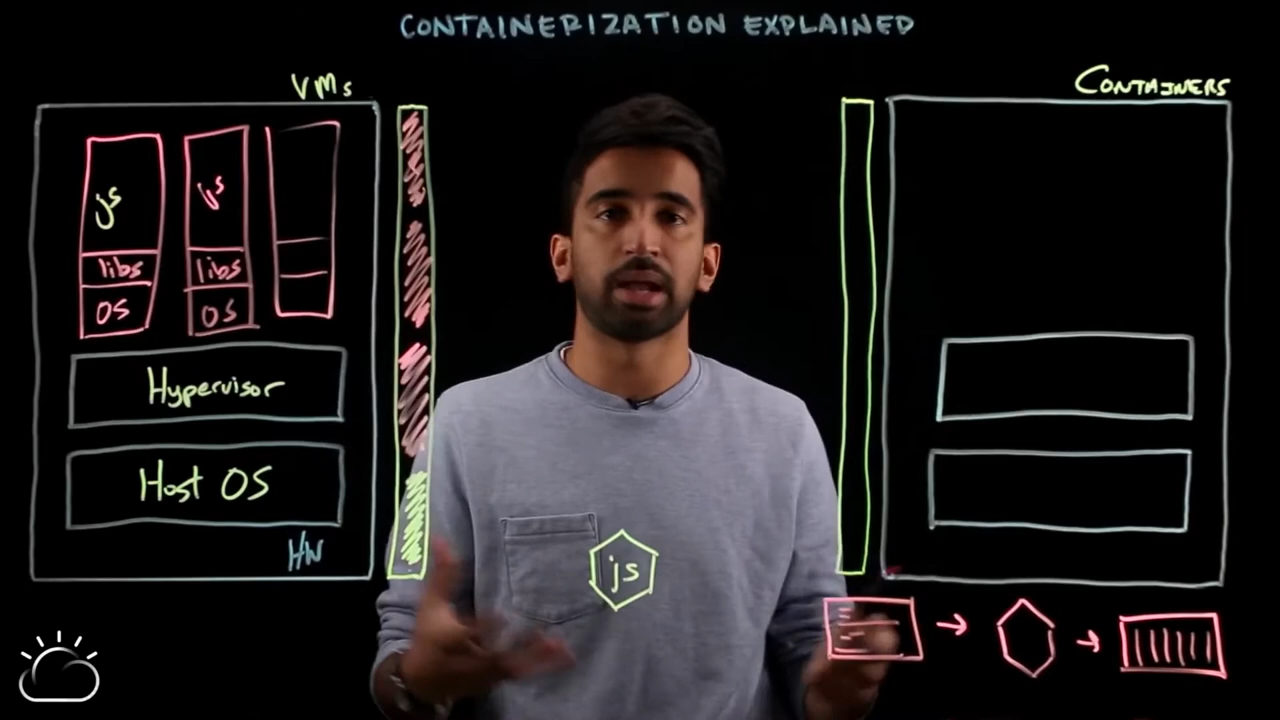 CONTAINERIZATION EXPLAINED
VMs
js
js
libs
libs
OS
OS
Hypervisor
Host OS
HW
js
CONTAINERS